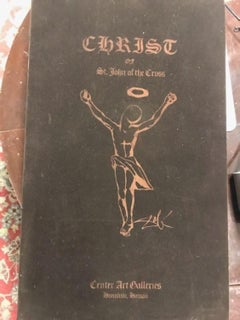 CHRIST
of
St. John of the Cross
Center Art Galleries
Honolulu, Hawaii